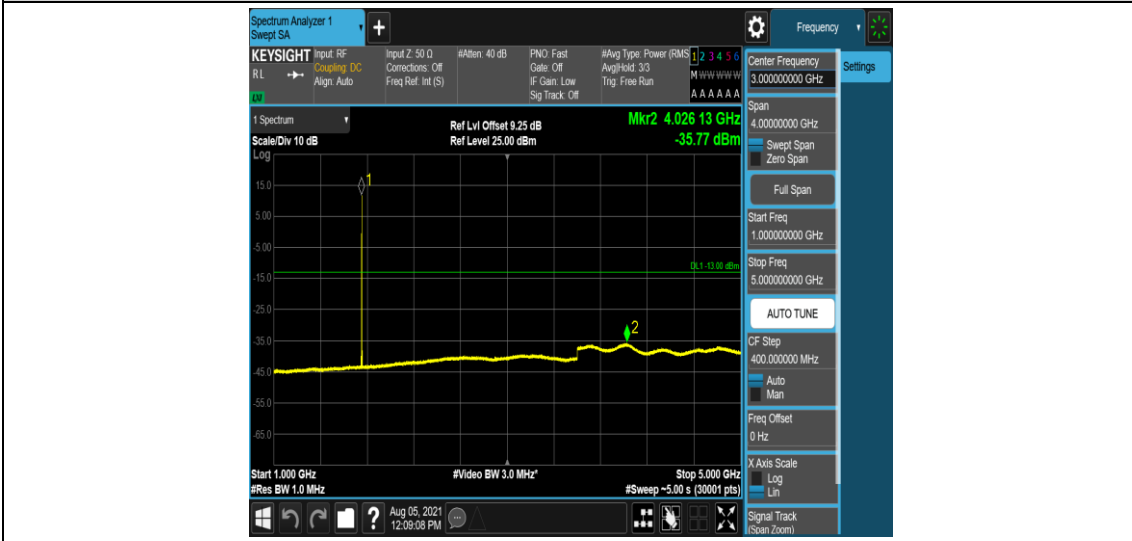 Spectrum Analyzer 1
Swept SA
+
Frequency
KEYSIGHT
RL
Input: RF
Coupling: DC
Align: Auto
Input Z: 50 Ω
Corrections: Off
Freq Ref: Int (S)
#Atten: 40 dB
PNO: Fast
Gate: Off
IF Gain: Low
Sig Track: Off
#Avg Type: Power (RMS
Avg|Hold: 3/3
Trig: Free Run
1 2 3 4 5 6
M W W W W W
A A A A A A
1 Spectrum
Scale/Div 10 dB
Log
Ref Lvl Offset 9.25 dB
Ref Level 25.00 dBm
Mkr2 4.026 13 GHz
-35.77 dBm
15.0
5.00
-5.00
-15.0
-25.0
-35.0
-45.0
-55.0
-65.0
1
2
DL1 -13.00 dBm
Start 1.000 GHz
#Res BW 1.0 MHz
#Video BW 3.0 MHz*
Stop 5.000 GHz
#Sweep ~5.00 s (30001 pts)
?
Aug 05, 2021
12:09:08 PM
Center Frequency
3.000000000 GHz
Settings
Span
4.00000000 GHz
Swept Span
Zero Span
Full Span
Start Freq
1.000000000 GHz
Stop Freq
5.000000000 GHz
AUTO TUNE
CF Step
400.000000 MHz
Auto
Man
Freq Offset
0 Hz
X Axis Scale
Log
Lin
Signal Track
(Span Zoom)